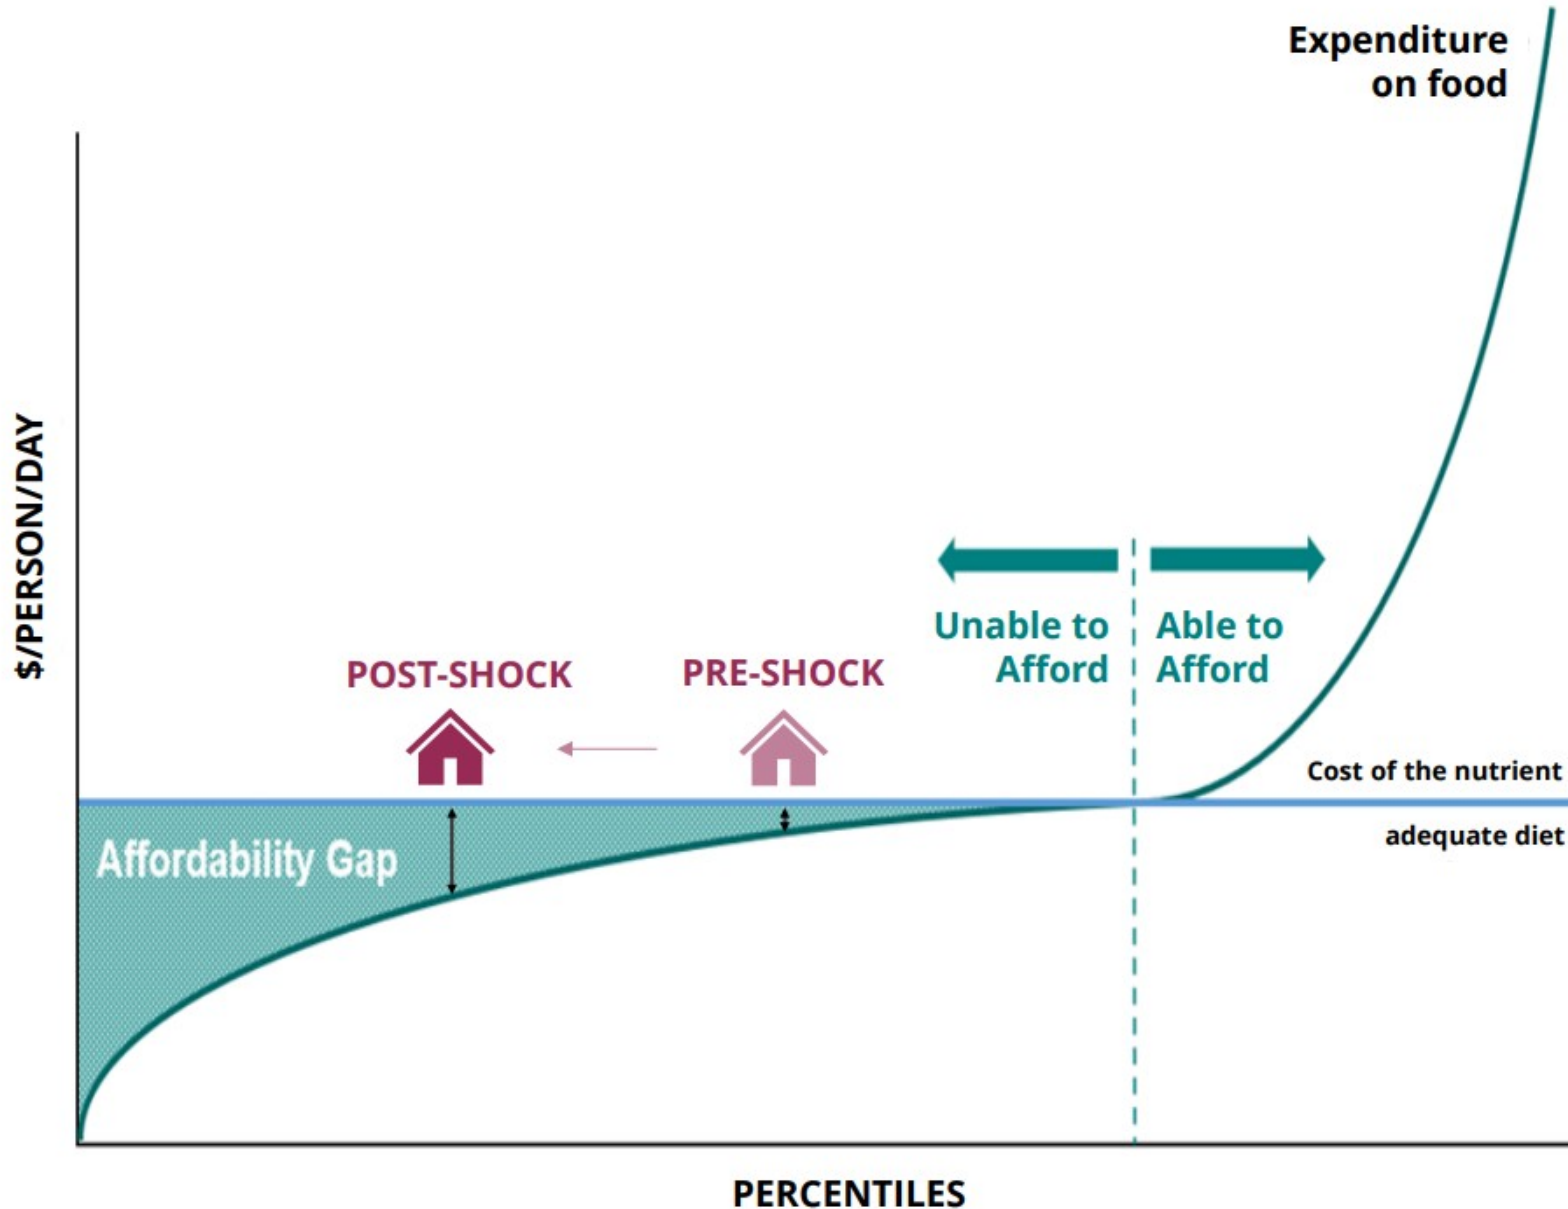 Expenditure
on food
$/PERSON/DAY
Unable to
Afford
Able to
Afford
POST-SHOCK
PRE-SHOCK
Cost of the nutrient
adequate diet
Affordability Gap
PERCENTILES